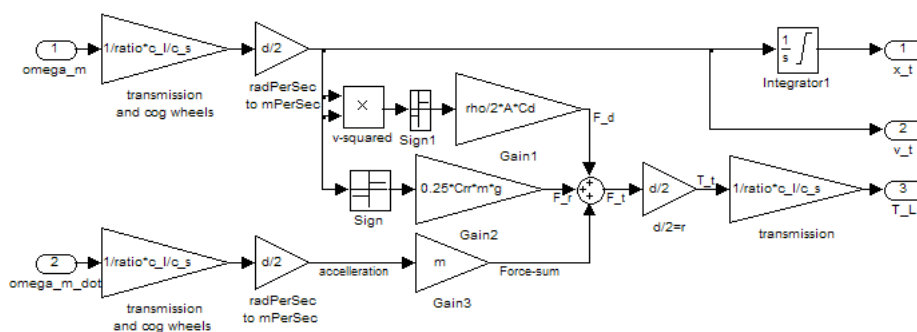 1
omega_m
1/ratio*c_l/c_s
transmission
and cog wheels
d/2
radPerSec
to mPerSec
×
v-squared
Sign1
rho/2*A*Cd
Gain1
F_d
1
s
Integrator1
1
x_t
2
v_t
Sign
0.25*Crr*m*g
Gain2
F_r
+
+
+
F_t
d/2
d/2=r
T_t
1/ratio*c_l/c_s
transmission
3
T_L
2
omega_m_dot
1/ratio*c_l/c_s
transmission
and cog wheels
d/2
radPerSec
to mPerSec
accelleration
m
Gain3
Force-sum